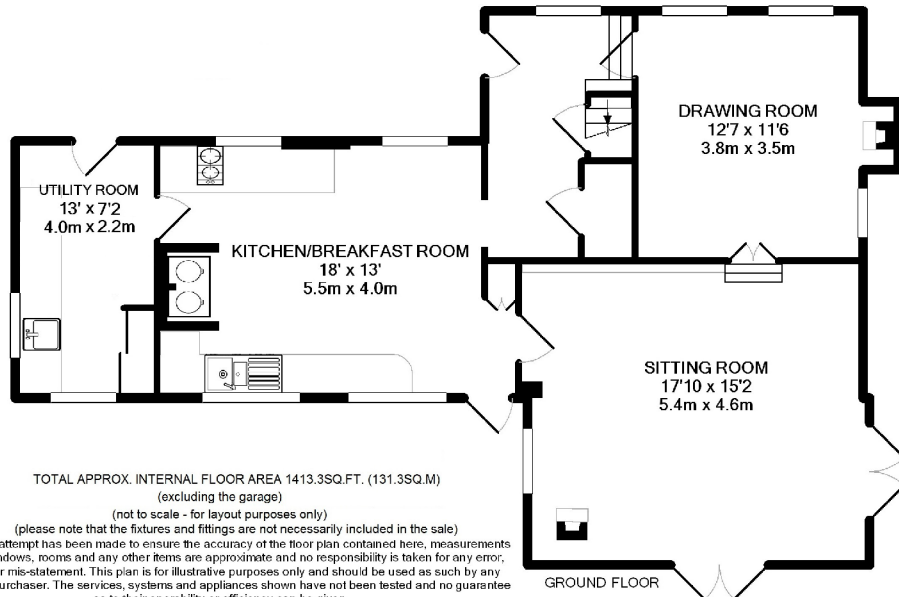 DRAWING ROOM
12'7 x 11'6
3.8m x 3.5m
UTILITY ROOM
13' x 7'2
4.0m x 2.2m
KITCHEN/BREAKFAST ROOM
18' x 13'
5.5m x 4.0m
SITTING ROOM
17'10 x 15'2
5.4m x 4.6m
TOTAL APPROX. INTERNAL FLOOR AREA 1413.3SQ.FT. (131.3SQ.M)
(excluding the garage)
(not to scale - for layout purposes only)
(please note that the fixtures and fittings are not necessarily included in the sale)
attempt has been made to ensure the accuracy of the floor plan contained here, measurements
rooms and any other items are approximate and no responsibility is taken for any error,
mis-statement. This plan is for illustrative purposes only and should be used as such by any
The services, systems and appliances shown have not been tested and no guarantee
GROUND FLOOR